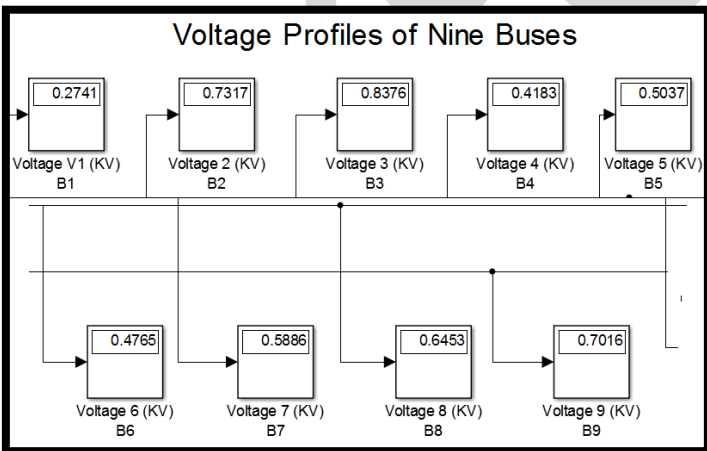 Voltage Profiles of Nine Buses
0.2741
0.7317
0.8376
0.4183
0.5037
Voltage V1 (KV)
Voltage 2 (KV)
Voltage 3 (KV)
Voltage 4 (KV)
Voltage 5 (KV)
B1
B2
B3
B4
B5
0.4765
0.5886
0.6453
0.7016
Voltage 6 (KV)
Voltage 7 (KV)
Voltage 8 (KV)
Voltage 9 (KV)
B6
B7
B8
B9